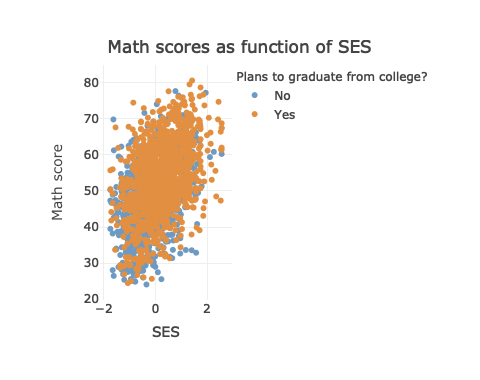 Math scores as function of SES
Plans to graduate from college?
No
Yes
Math score
80
70
60
50
40
30
20
−2
0
2
SES